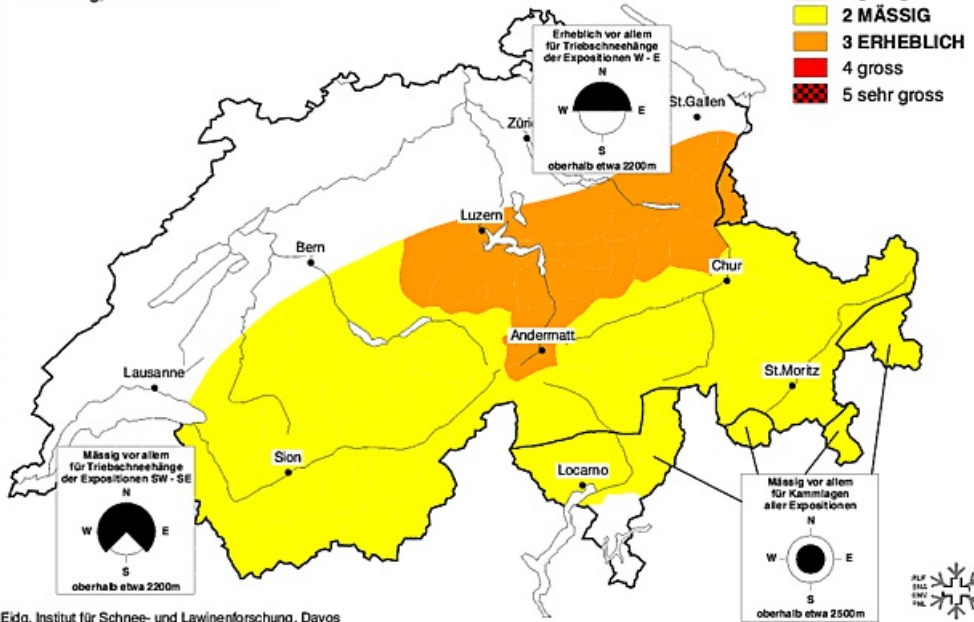 2 MÄSSIG
3 ERHEBLICH
4 gross
5 sehr gross
Erheblich vor allem
für Triebschneehänge
der Expositionen W - E
N
W E
S
oberhalb etwa 2200m
St.Gallen
Luzern
Bern
Chur
Andermatt
Lausanne
St.Moritz
Sion
Locarno
Mässig vor allem
für Triebschneehänge
der Expositionen SW - SE
N
W E
S
oberhalb etwa 2200m
Mässig vor allem
für Kammlagen
aller Expositionen
N
W E
S
oberhalb etwa 2500m
SLF
Eidg. Institut für Schnee- und Lawinenforschung, Davos